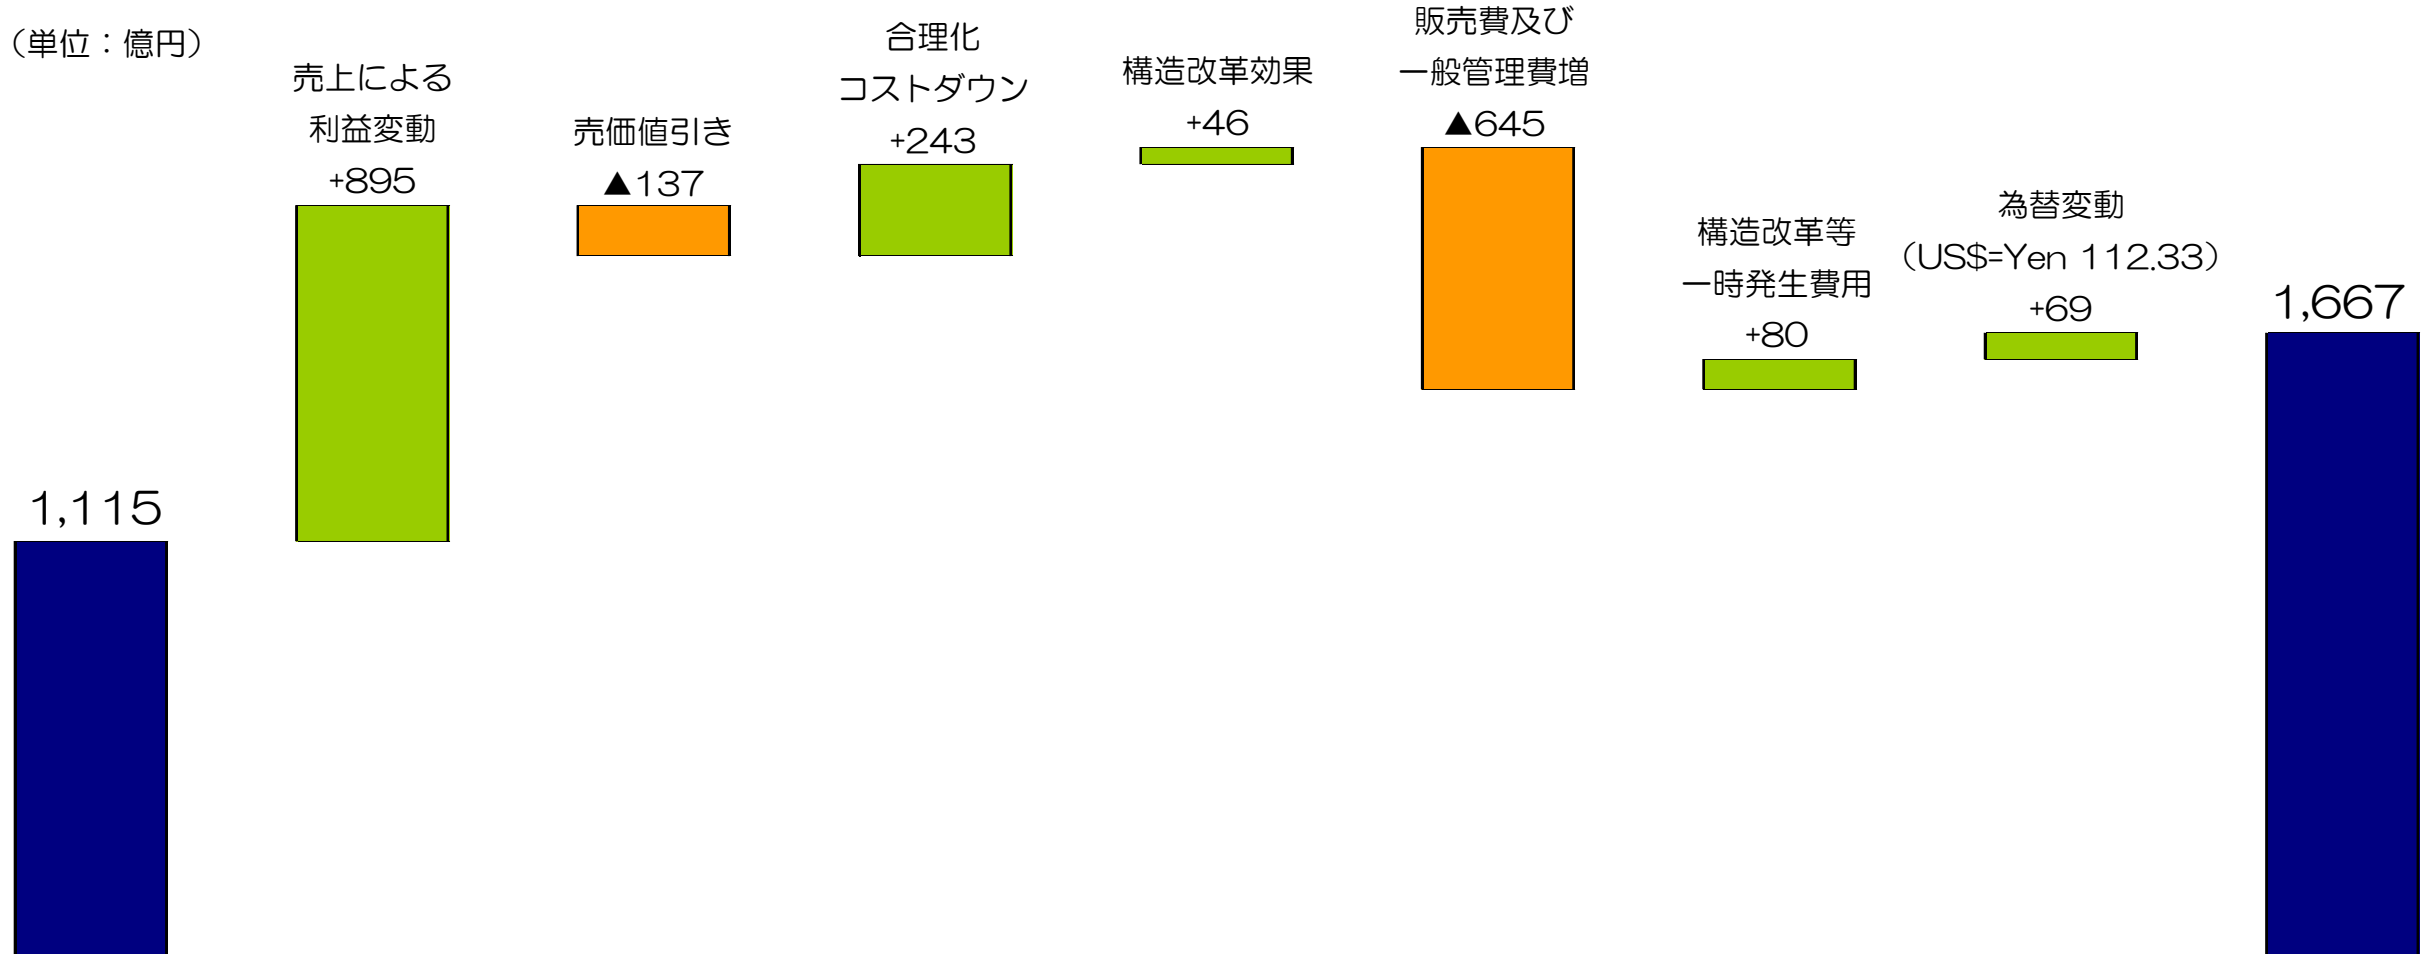 （単位：億円）
1,115
売上による
利益変動
+895
売価値引き
▲137
合理化
コストダウン
+243
構造改革効果
+46
販売費及び
一般管理費増
▲645
構造改革等
一時発生費用
+80
為替変動
（US$=Yen 112.33）
+69
1,667